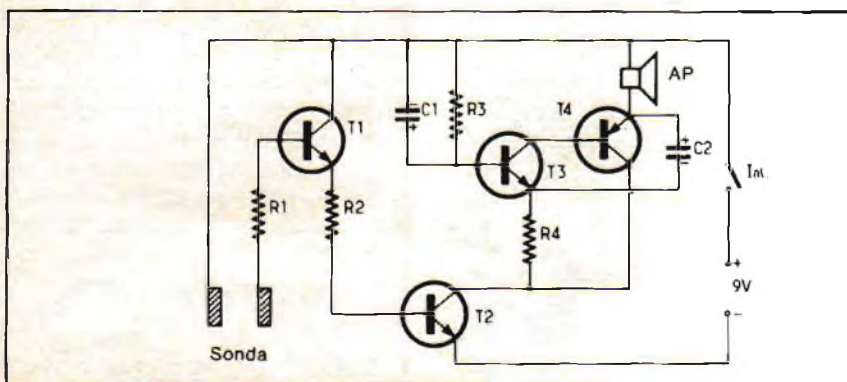 AP
T4
C1
R3
T1
+
C2
T3
Int.
R1
R2
R4
+
9V
-
T2
Sonda